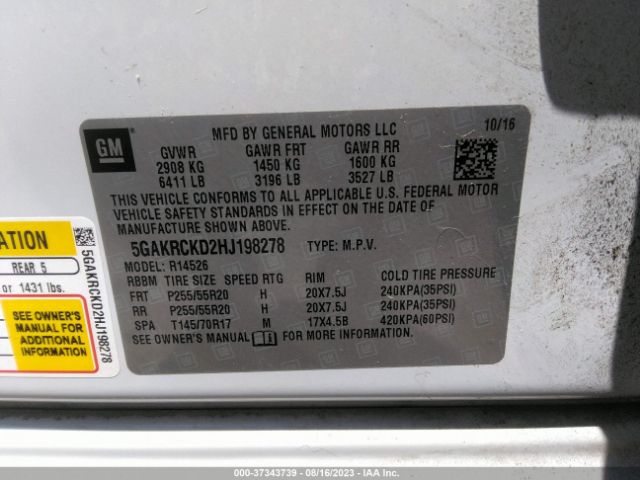 MFD BY GENERAL MOTORS LLC
10/16
GM
GVWR GAWR FRT GAWR RR
2908 KG 1450 KG 1600 KG
6411 LB 3196 LB 3527 LB
THIS VEHICLE CONFORMS TO ALL APPLICABLE U.S. FEDERAL MOTOR
VEHICLE SAFETY STANDARDS IN EFFECT ON THE DATE OF
MANUFACTURE SHOWN ABOVE.
5GAKRCKD2HJ198278 TYPE: M.P.V.
MODEL: R14526
RBBM TIRE SIZE SPEED RTG RIM COLD TIRE PRESSURE
FRT P255/55R20 H 20X7.5J 240KPA(35PSI)
RR P255/55R20 H 20X7.5J 240KPA(35PSI)
SPA T145/70R17 M 17X4.5B 420KPA(60PSI)
SEE OWNER'S MANUAL FOR MORE INFORMATION.
ATION
REAR 5
or 1431 lbs.
SEE OWNER'S
MANUAL FOR
ADDITIONAL
INFORMATION
5GAKRCKD2HJ198278
000-37343739 - 08/16/2023 - IAA Inc.